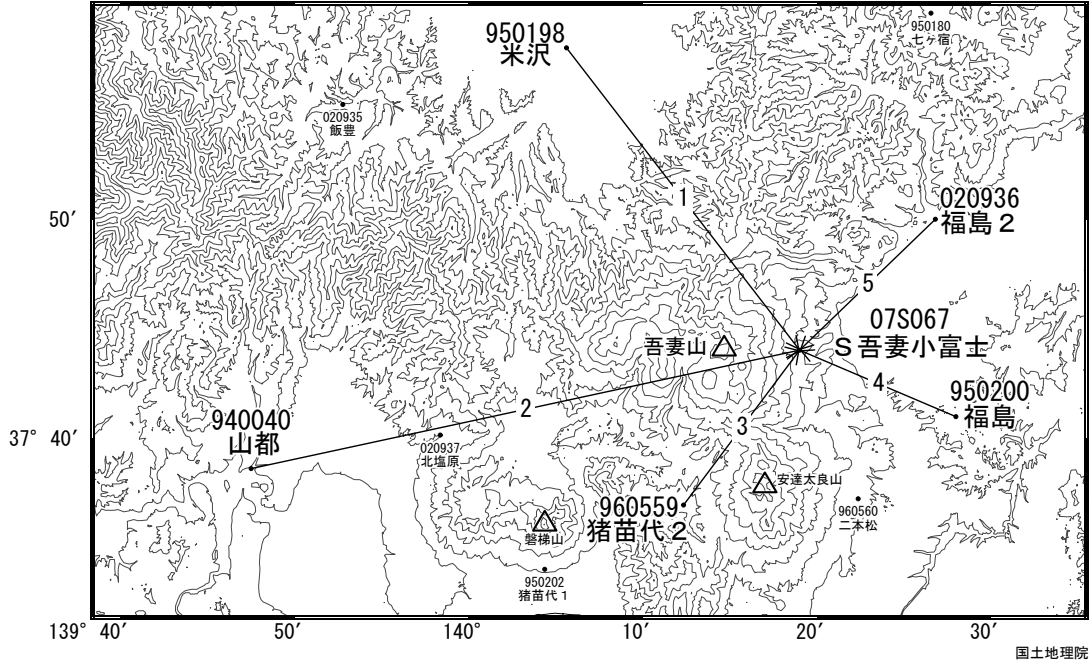 950180
七ヶ宿
950198
米沢
020935
飯豊
1
020936
福島２
50′
5
07S067
Ｓ吾妻小富士
吾妻山
4
950200
福島
2
940040
山都
3
37° 40′
020937
北塩原
安達太良山
960559
猪苗代２
960560
二本松
磐梯山
950202
猪苗代１
139° 40′
50′
140°
10′
20′
30′
国土地理院